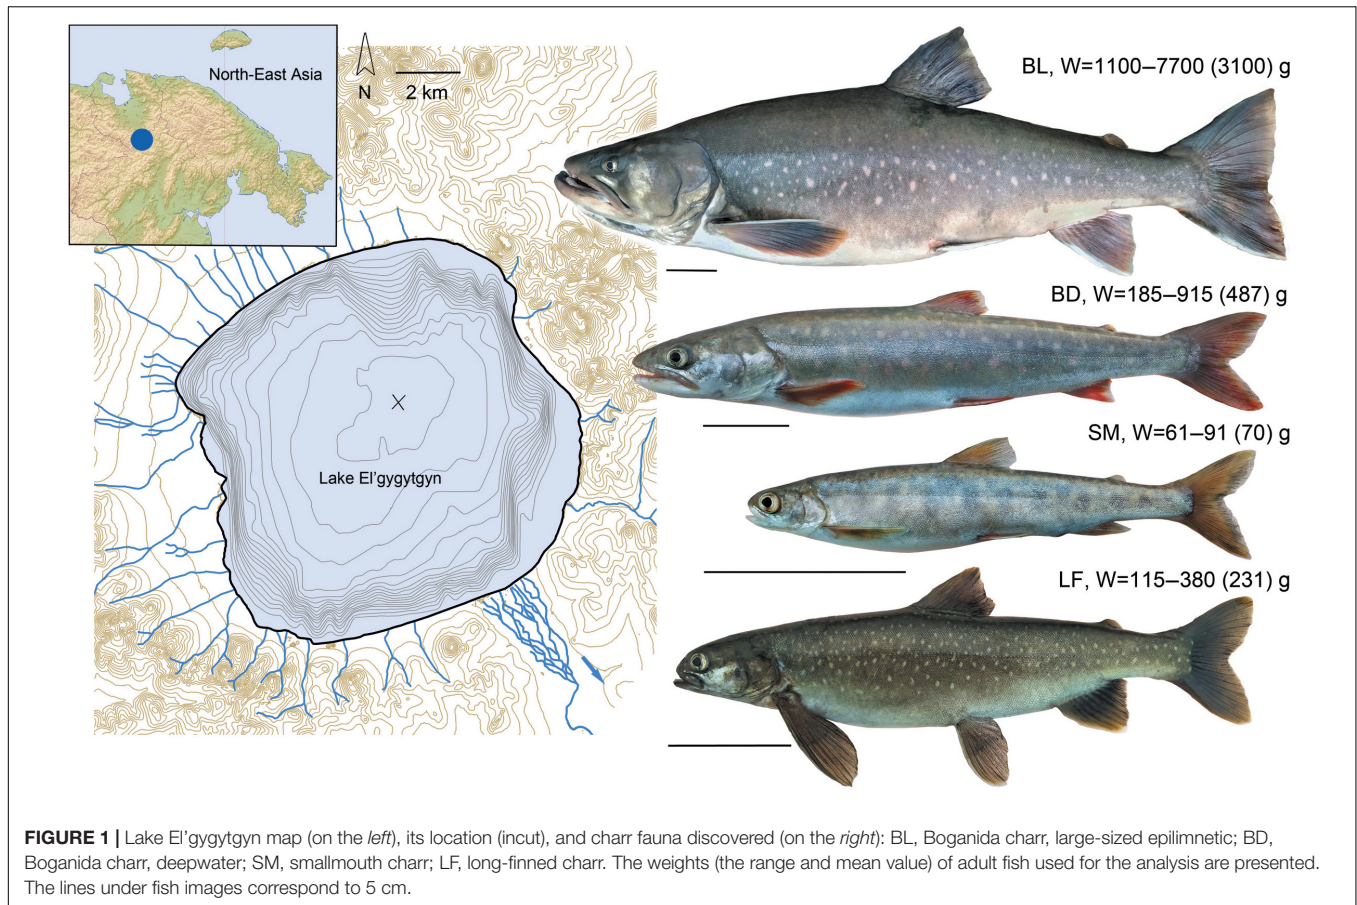 North-East Asia
N
2 km
Lake El'gygytgyn
BL, W=1100–7700 (3100) g
BD, W=185–915 (487) g
SM, W=61–91 (70) g
LF, W=115–380 (231) g
FIGURE 1 | Lake El'gygytgyn map (on the left), its location (incut), and charr fauna discovered (on the right): BL, Boganida charr, large-sized epilimnetic; BD,
Boganida charr, deepwater; SM, smallmouth charr; LF, long-finned charr. The weights (the range and mean value) of adult fish used for the analysis are presented.
The lines under fish images correspond to 5 cm.